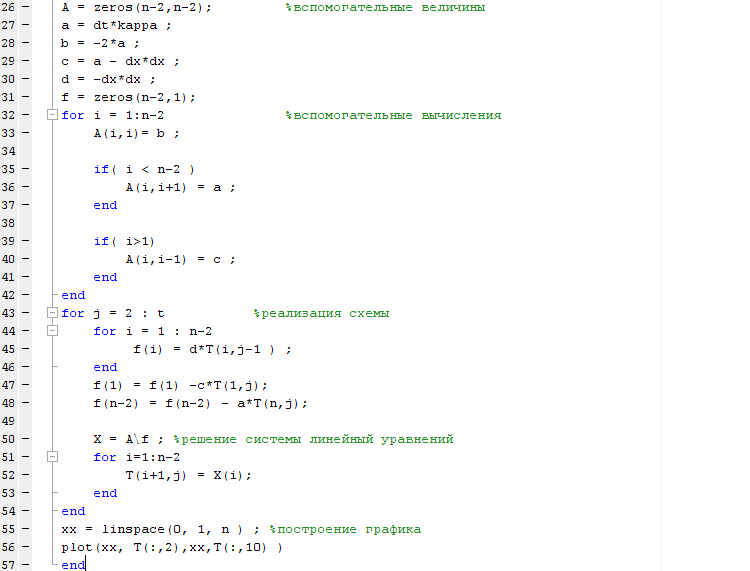 26 A = zeros(n-2,n-2); %вспомогательные величины
27 a = dt*kappa ;
28 b = -2*a ;
29 c = a - dx*dx ;
30 d = -dx*dx ;
31 f = zeros(n-2,1);
32 for i = 1:n-2 %вспомогательные вычисления
33 A(i,i)= b ;
34
35 if( i < n-2 )
36 A(i,i+1) = a ;
37 end
38
39 if( i>1)
40 A(i,i-1) = c ;
41 end
42 end
43 for j = 2 : t %реализация схемы
44 for i = 1 : n-2
45 f(i) = d*T(i,j-1 ) ;
46 end
47 f(1) = f(1) -c*T(1,j);
48 f(n-2) = f(n-2) - a*T(n,j);
49
50 X = A\f ; %решение системы линейный уравнений
51 for i=1:n-2
52 T(i+1,j) = X(i);
53 end
54 end
55 xx = linspace(0, 1, n ) ; %построение графика
56 plot(xx, T(:,2),xx,T(:,10) )
57 end